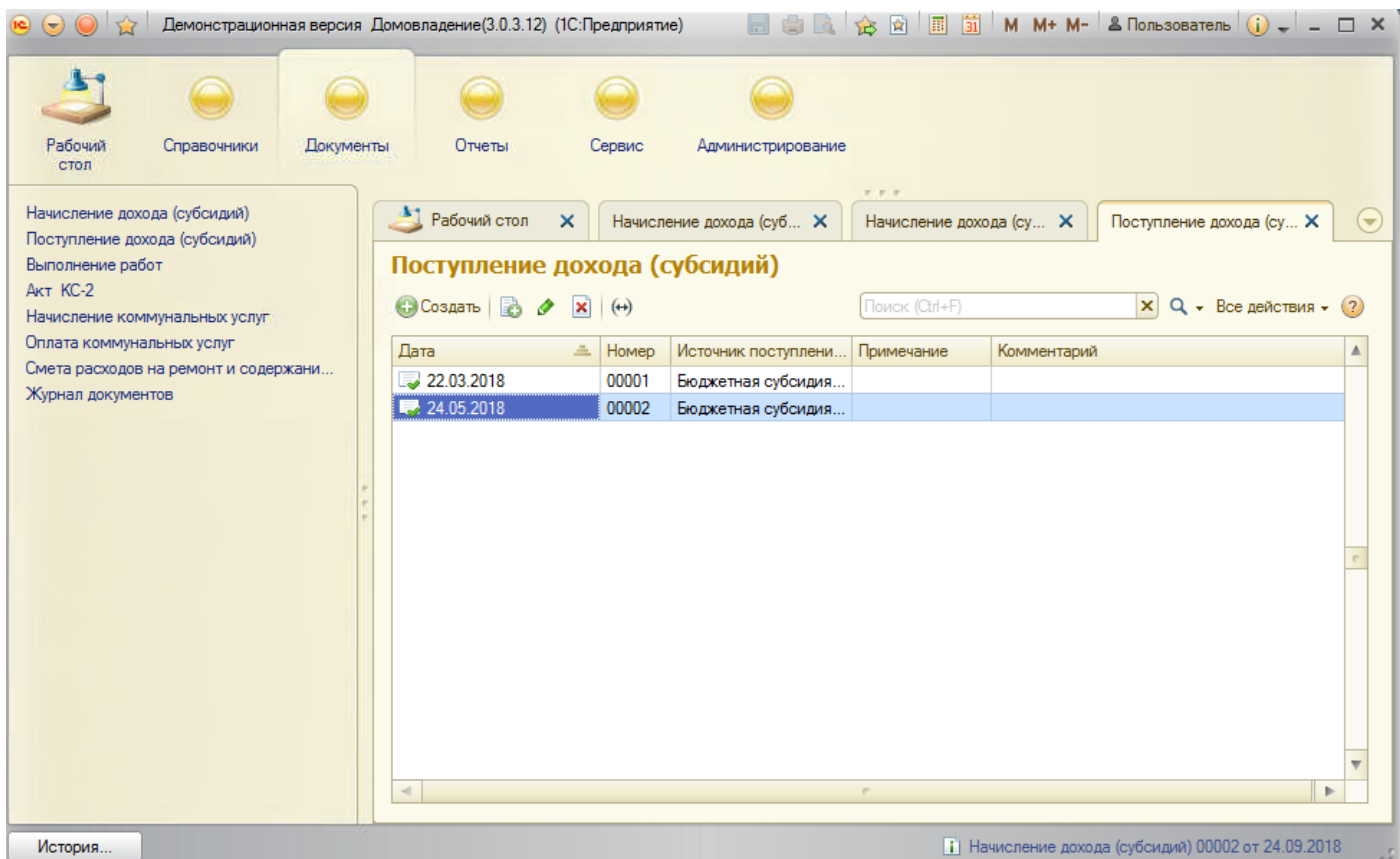 Демонстрационная версия Домовладение(3.0.3.12) (1С:Предприятие)
31 M M+ M- Пользователь
Рабочий стол
Справочники
Документы
Отчеты
Сервис
Администрирование
Начисление дохода (субсидий)
Поступление дохода (субсидий)
Выполнение работ
Акт КС-2
Начисление коммунальных услуг
Оплата коммунальных услуг
Смета расходов на ремонт и содержани...
Журнал документов
Рабочий стол
Начисление дохода (суб...
Начисление дохода (су...
Поступление дохода (су...
Поступление дохода (субсидий)
Создать
Поиск (Ctrl+F)
Все действия
Дата Номер Источник поступлени... Примечание Комментарий
22.03.2018 00001 Бюджетная субсидия...
24.05.2018 00002 Бюджетная субсидия...
История...
Начисление дохода (субсидий) 00002 от 24.09.2018